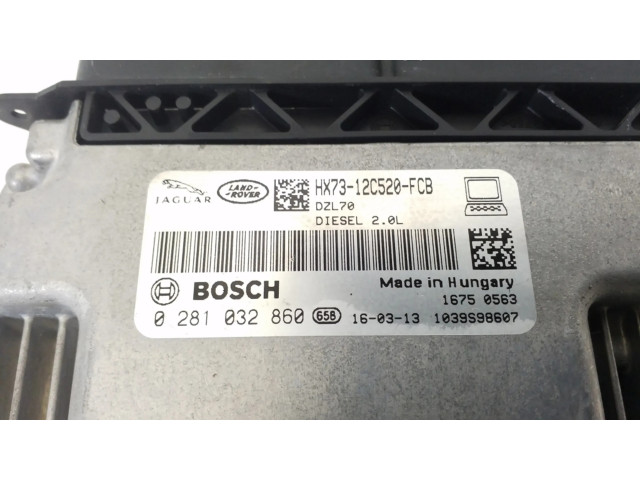 JAGUAR
LAND-
ROVER
HX73-12C520-FCB
DZL70
DIESEL 2.0L
BOSCH
Made in Hungary
1675 0563
0 281 032 860 G5B 16-03-13 1039S98607